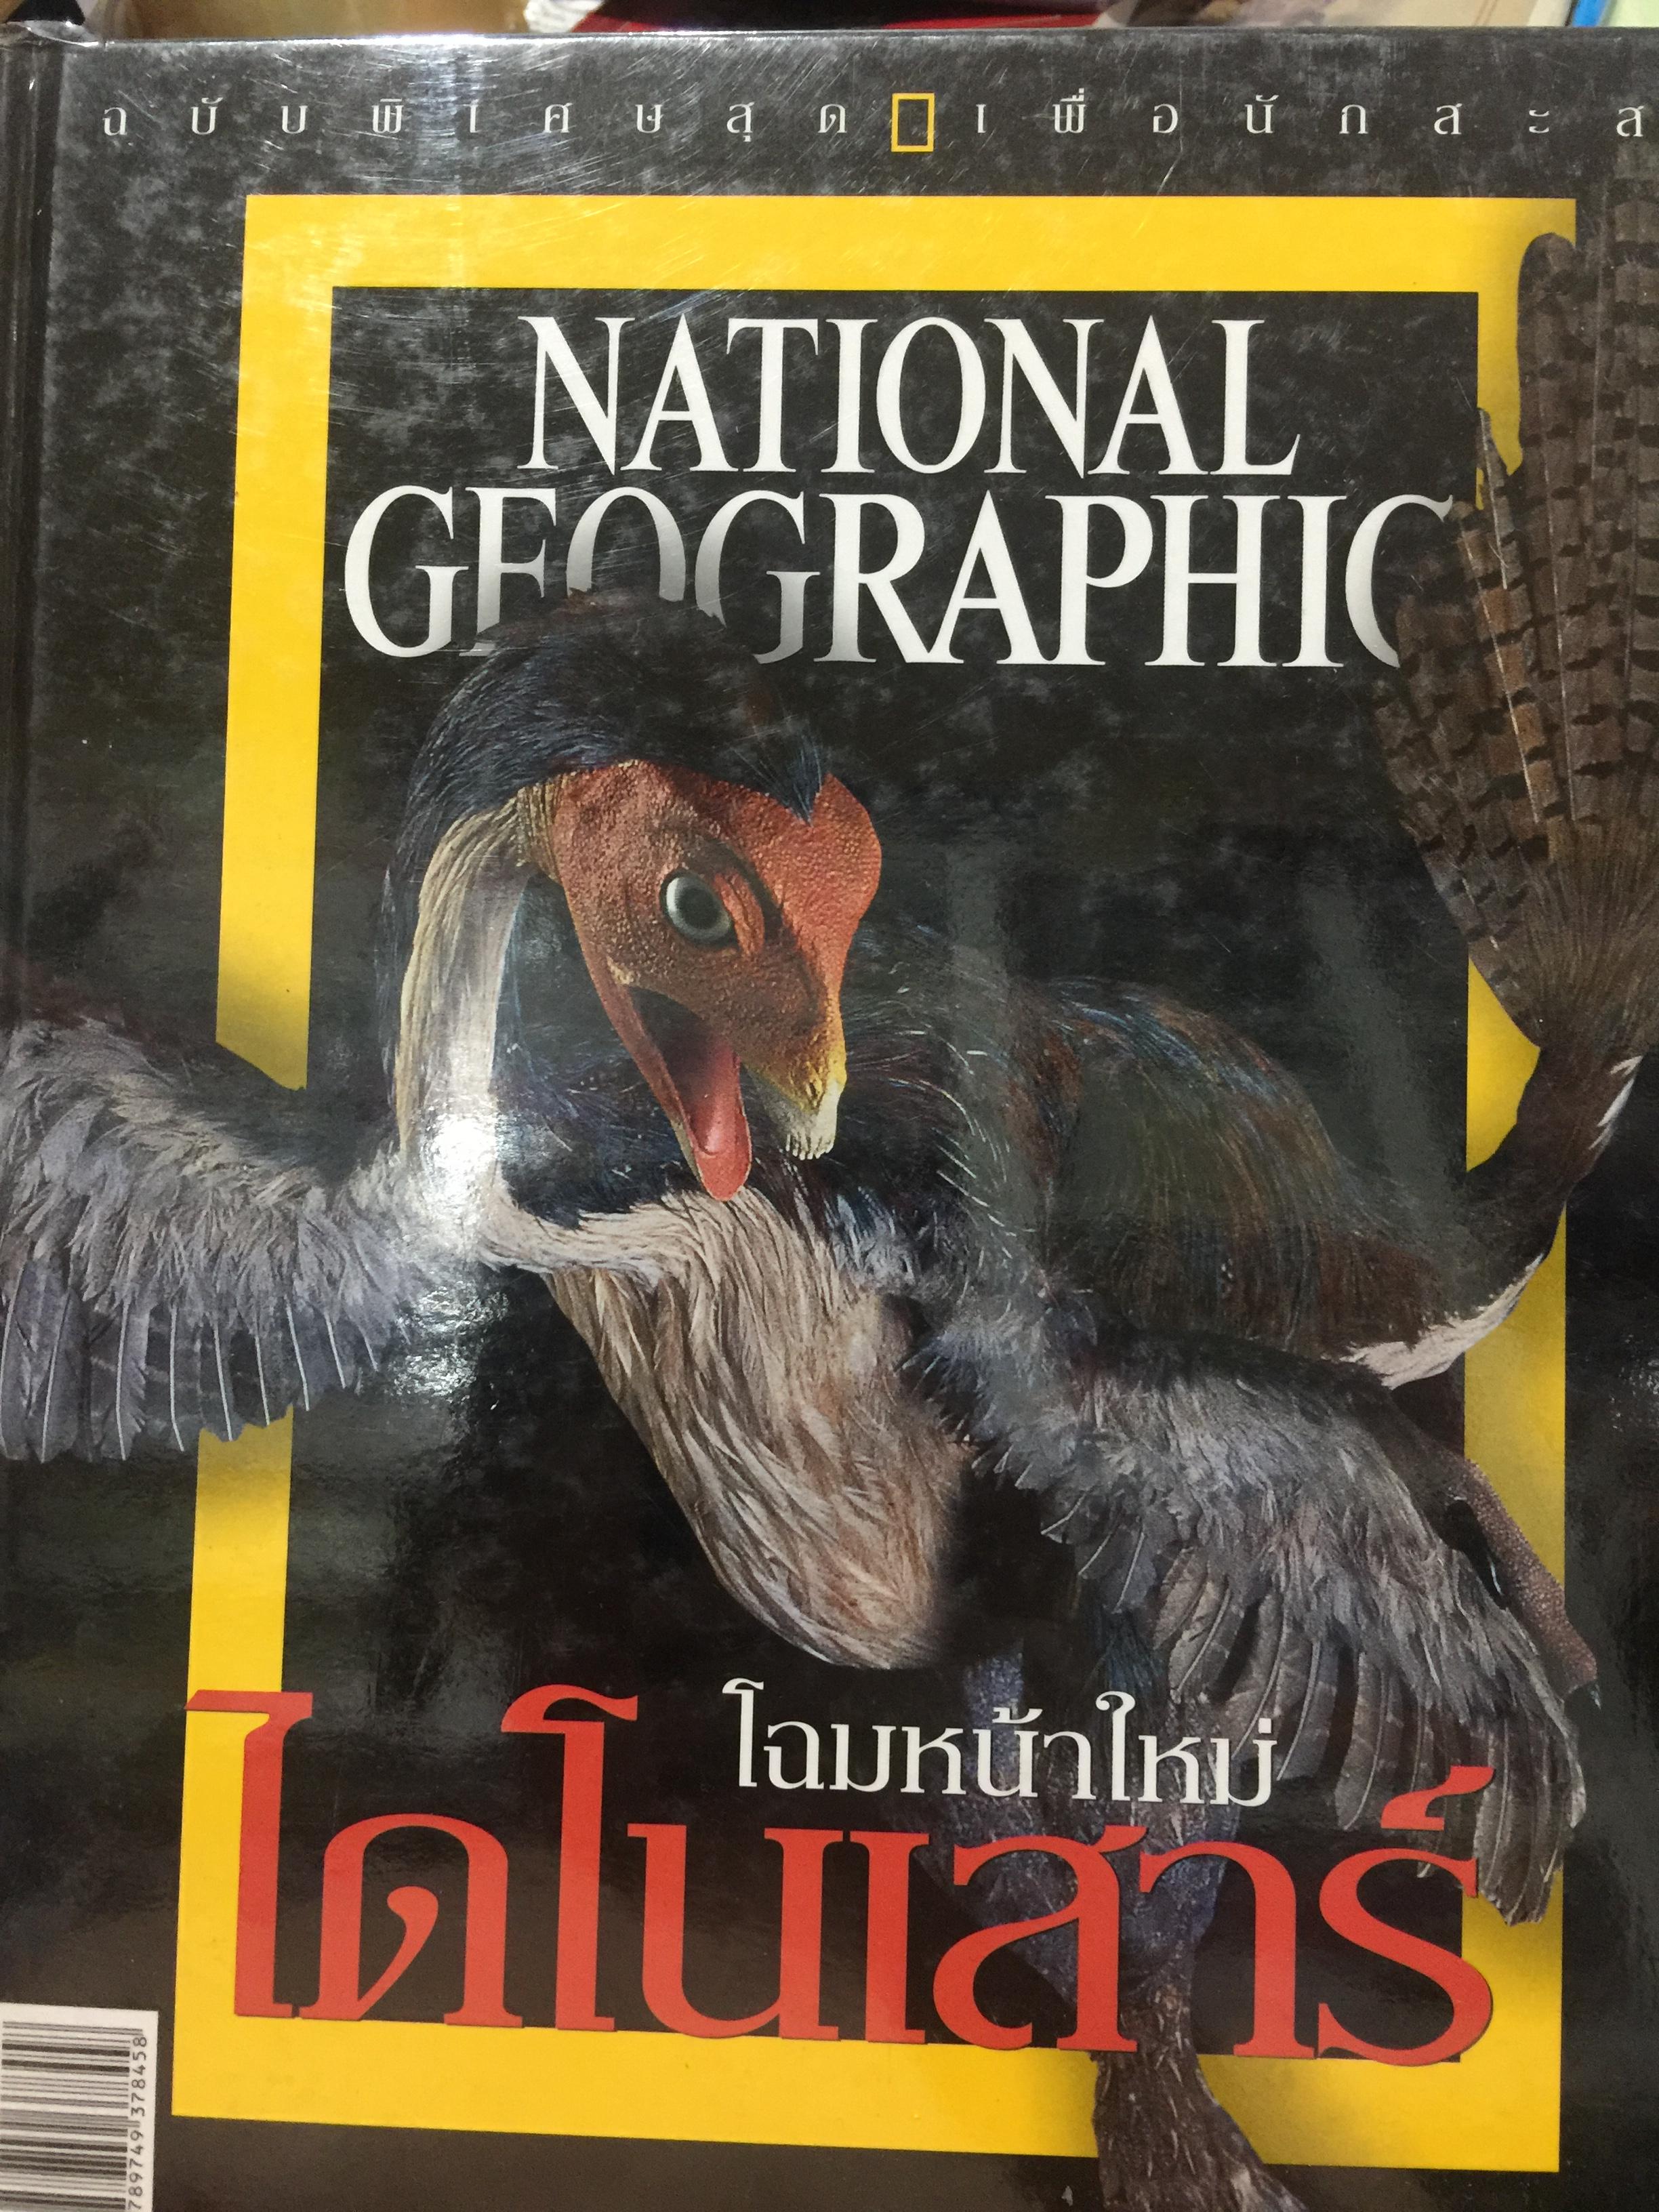 ฉบับพิเศษสุด เพื่อนักสะส
NATIONAL
GEOGRAPHIC
โฉมหน้าใหม่
ไดโนเสาร์
789749378458